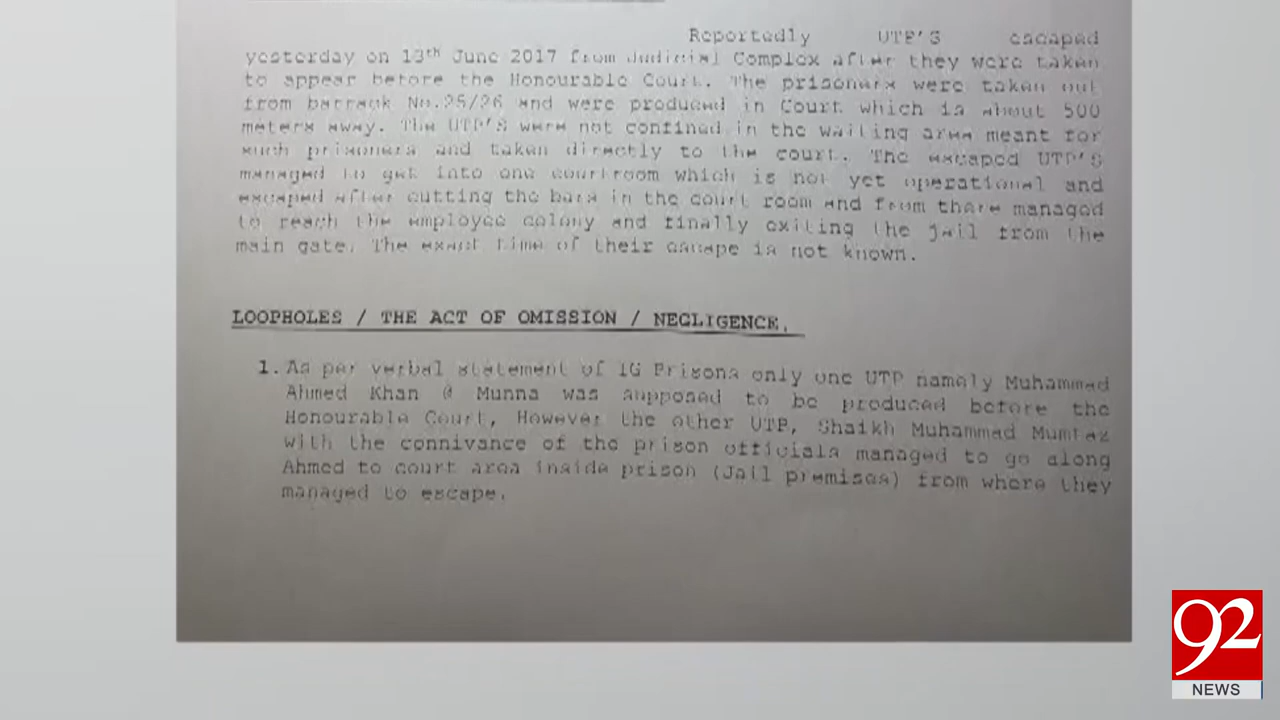 Reportedly UTP'S escaped
yesterday on 13th June 2017 from Judicial Complex after they were taken
to appear before the Honourable Court. The prisoners were taken out
from barrack No.25/26 and were produced in Court which is about 500
meters away. The UTP'S were not confined in the waiting area meant for
such prisoners and taken directly to the court. The escaped UTP'S
managed to get into one courtroom which is not yet operational and
escaped after cutting the bars in the court room and from there managed
to reach the employee colony and finally exiting the jail from the
main gate. The exact time of their escape is not known.
LOOPHOLES / THE ACT OF OMISSION / NEGLIGENCE.
1. As per verbal statement of IG Prisons only one UTP namely Muhammad
Ahmed Khan @ Munna was supposed to be produced before the
Honourable Court, However the other UTP, Shaikh Muhammad Mumtaz
with the connivance of the prison officials managed to go along
Ahmed to court area inside prison (Jail premises) from where they
managed to escape.
92
NEWS